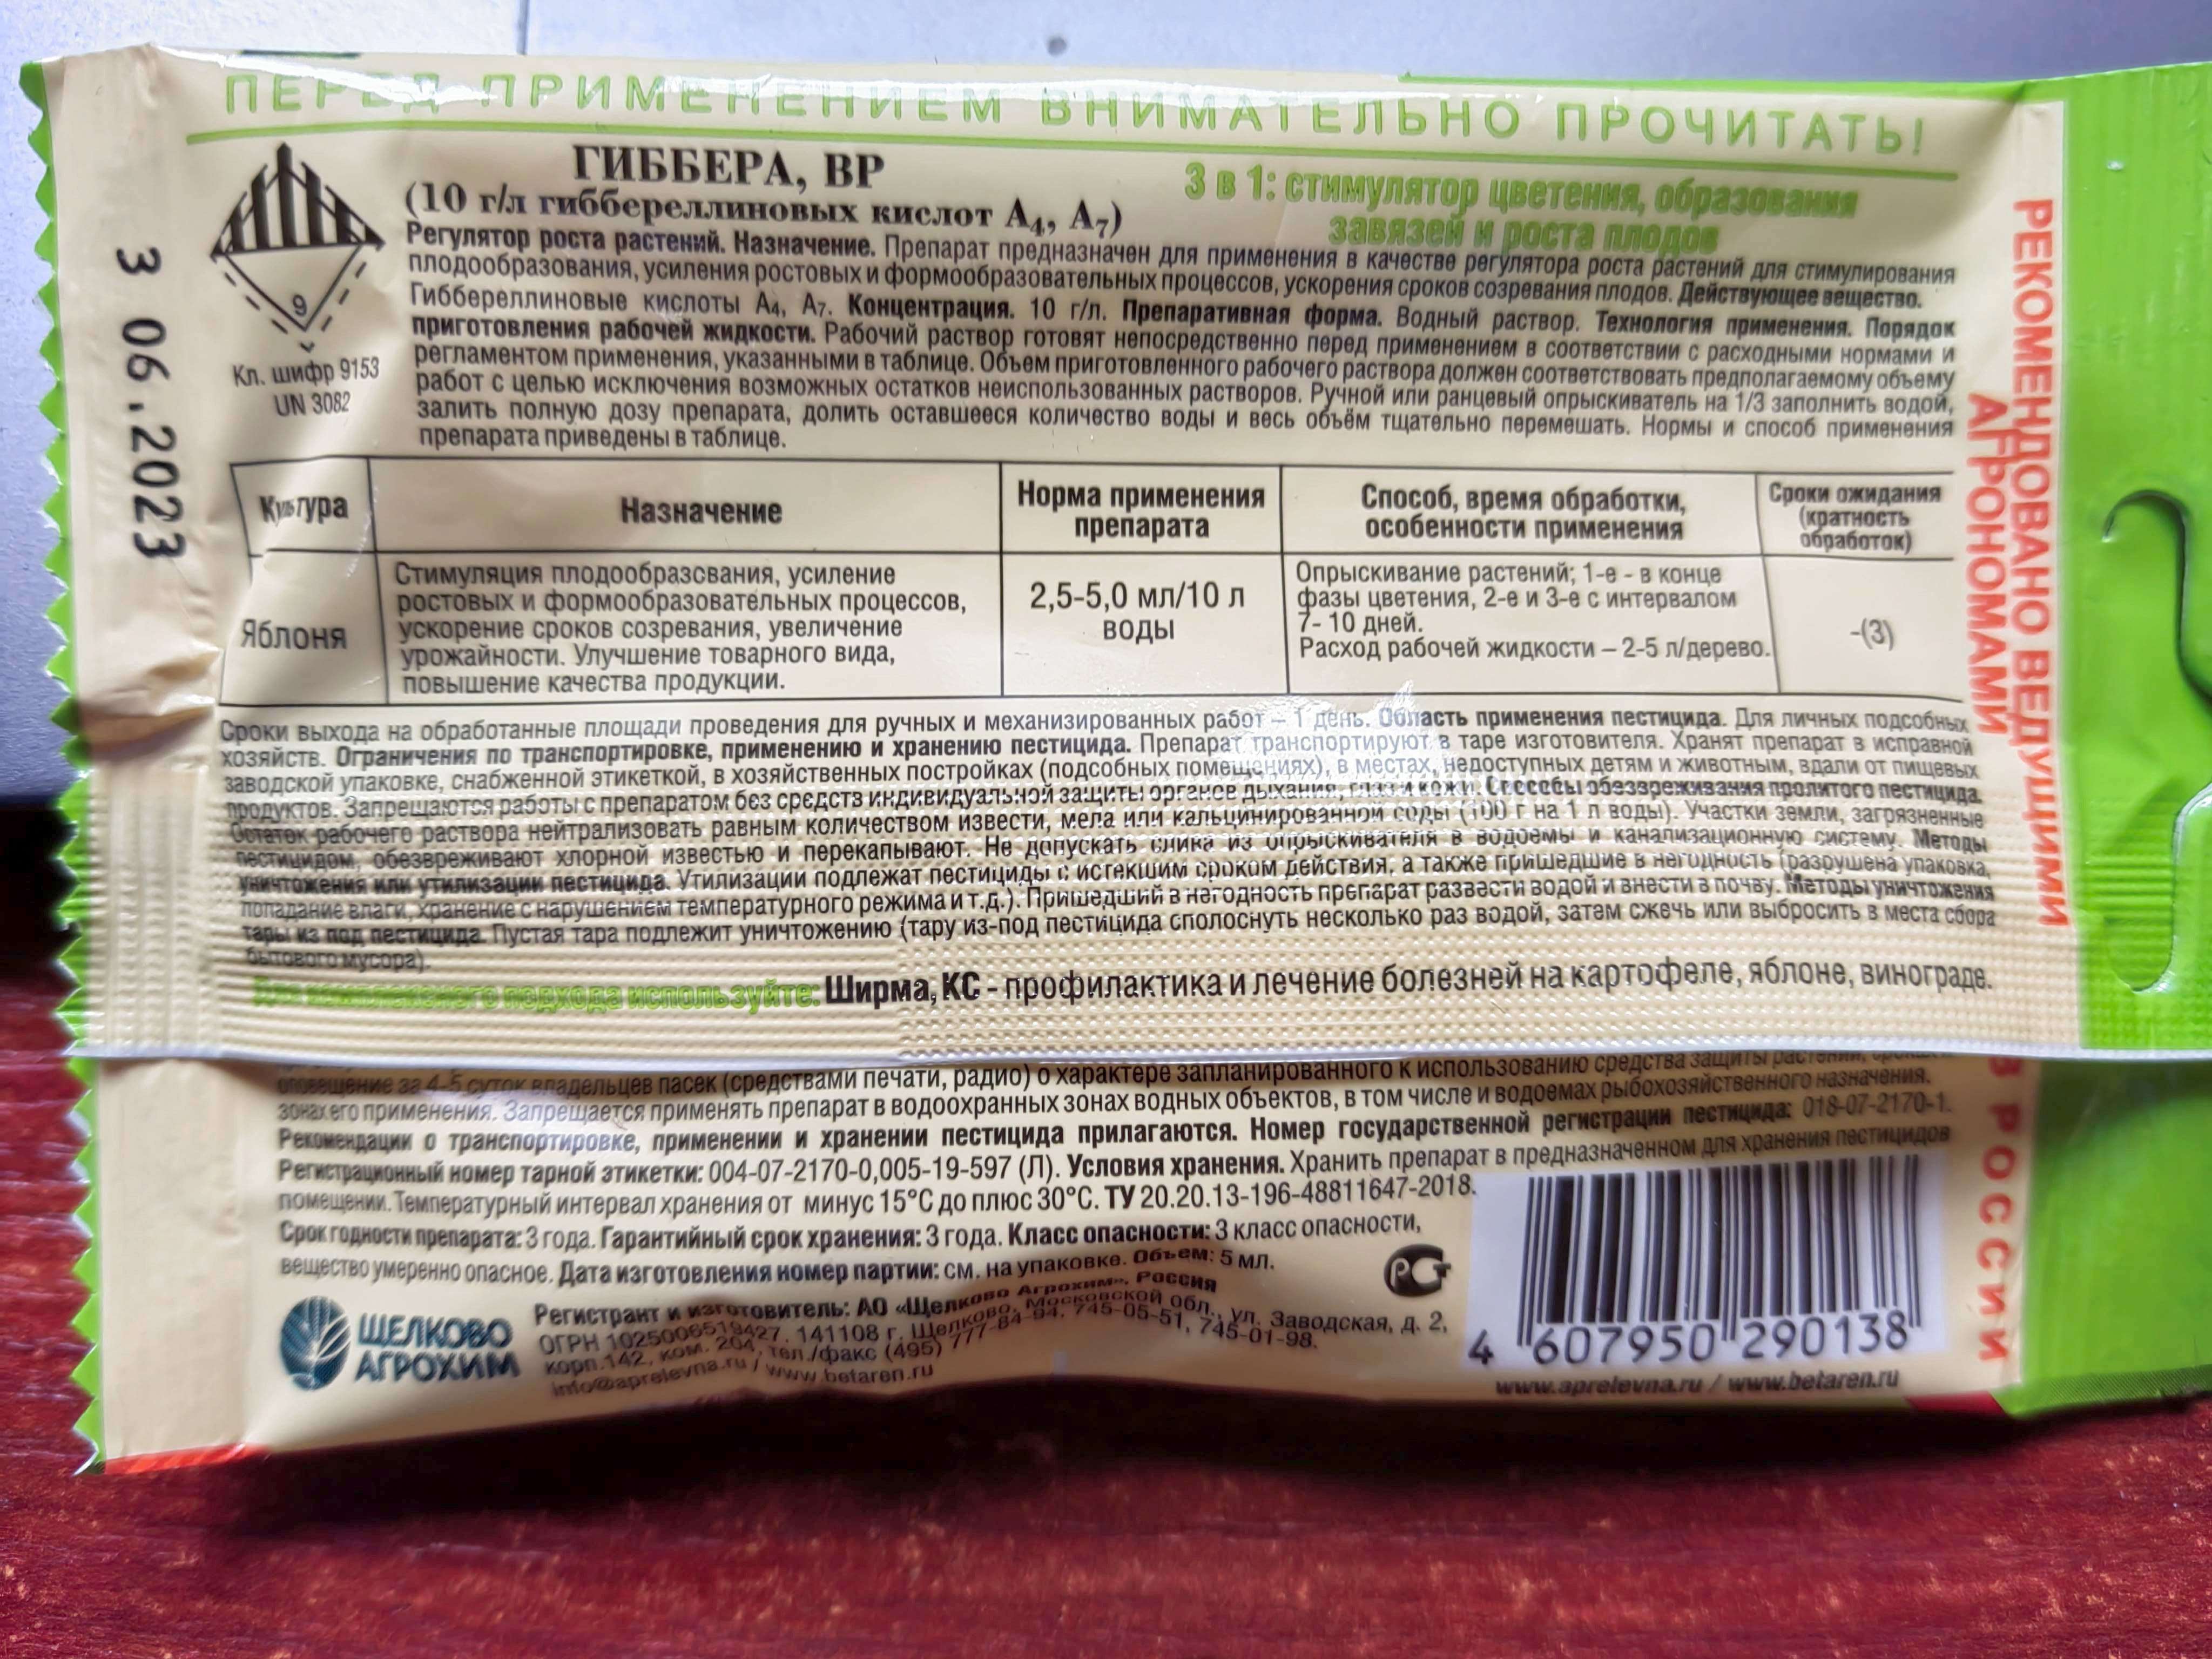 ПЕРЕД ПРИМЕНЕНИЕМ ВНИМАТЕЛЬНО ПРОЧИТАТЬ!
ГИББЕРА, ВР
(10 г/л гиббереллиновых кислот А4, А7)
3 в 1: стимулятор цветения, образования
завязей и роста плодов
9
Кл. шифр 9153
UN 3082
3 06.2023
Регулятор роста растений. Назначение. Препарат предназначен для применения в качестве регулятора роста растений для стимулирования
плодообразования, усиления ростовых и формообразовательных процессов, ускорения сроков созревания плодов. Действующее вещество.
Гиббереллиновые кислоты А4, А7. Концентрация. 10 г/л. Препаративная форма. Водный раствор. Технология применения. Порядок
приготовления рабочей жидкости. Рабочий раствор готовят непосредственно перед применением в соответствии с расходными нормами и
регламентом применения, указанными в таблице. Объем приготовленного рабочего раствора должен соответствовать предполагаемому объему
работ с целью исключения возможных остатков неиспользованных растворов. Ручной или ранцевый опрыскиватель на 1/3 заполнить водой,
залить полную дозу препарата, долить оставшееся количество воды и весь объём тщательно перемешать. Нормы и способ применения
препарата приведены в таблице.
Культура
Назначение
Норма применения
препарата
Способ, время обработки,
особенности применения
Сроки ожидания
(кратность
обработок)
Яблоня
Стимуляция плодообразования, усиление
ростовых и формообразовательных процессов,
ускорение сроков созревания, увеличение
урожайности. Улучшение товарного вида,
повышение качества продукции.
2,5-5,0 мл/10 л
воды
Опрыскивание растений; 1-е - в конце
фазы цветения, 2-е и 3-е с интервалом
7- 10 дней.
Расход рабочей жидкости – 2-5 л/дерево.
-(3)
Сроки выхода на обработанные площади проведения для ручных и механизированных работ – 1 день. Область применения пестицида. Для личных подсобных
хозяйств. Ограничения по транспортировке, применению и хранению пестицида. Препарат транспортируют в таре изготовителя. Хранят препарат в исправной
заводской упаковке, снабженной этикеткой, в хозяйственных постройках (подсобных помещениях), в местах, недоступных детям и животным, вдали от пищевых
продуктов. Запрещаются работы с препаратом без средств индивидуальной защиты органов дыхания, глаз и кожи. Способы обезвреживания пролитого пестицида.
Остаток рабочего раствора нейтрализовать равным количеством извести, мела или кальцинированной соды (100 г на 1 л воды). Участки земли, загрязненные
пестицидом, обезвреживают хлорной известью и перекапывают. Не допускать слива из опрыскивателя в водоемы и канализационную систему. Методы
уничтожения или утилизации пестицида. Утилизации подлежат пестициды с истекшим сроком действия, а также пришедшие в негодность (разрушена упаковка,
попадание влаги, хранение с нарушением температурного режима и т.д.). Пришедший в негодность препарат развести водой и внести в почву. Методы уничтожения
тары из под пестицида. Пустая тара подлежит уничтожению (тару из-под пестицида сполоснуть несколько раз водой, затем сжечь или выбросить в места сбора
бытового мусора).
Для комплексного подхода используйте: Ширма, КС - профилактика и лечение болезней на картофеле, яблоне, винограде.
РЕКОМЕНДОВАНО ВЕДУЩИМИ
АГРОНОМАМИ
оповещение за 4-5 суток владельцев пасек (средствами печати, радио) о характере запланированного к использованию средства защиты растений,
зонах его применения. Запрещается применять препарат в водоохранных зонах водных объектов, в том числе и водоемах рыбохозяйственного назначения.
Рекомендации о транспортировке, применении и хранении пестицида прилагаются. Номер государственной регистрации пестицида: 018-07-2170-1.
Регистрационный номер тарной этикетки: 004-07-2170-0,005-19-597 (Л). Условия хранения. Хранить препарат в предназначенном для хранения пестицидов
помещении. Температурный интервал хранения от минус 15°С до плюс 30°С. ТУ 20.20.13-196-48811647-2018.
Срок годности препарата: 3 года. Гарантийный срок хранения: 3 года. Класс опасности: 3 класс опасности,
вещество умеренно опасное. Дата изготовления номер партии: см. на упаковке. Объем: 5 мл.
ЩЕЛКОВО
АГРОХИМ
Регистрант и изготовитель: АО «Щелково Агрохим», Россия
ОГРН 1025006519427. 141108 г. Щелково, Московской обл., ул. Заводская, д. 2,
корп.142, ком. 204, тел./факс (495) 777-84-94, 745-05-51, 745-01-98.
info@aprelevna.ru / www.betaren.ru
РСТ
4 607950 290138
www.aprelevna.ru / www.betaren.ru
В РОССИИ